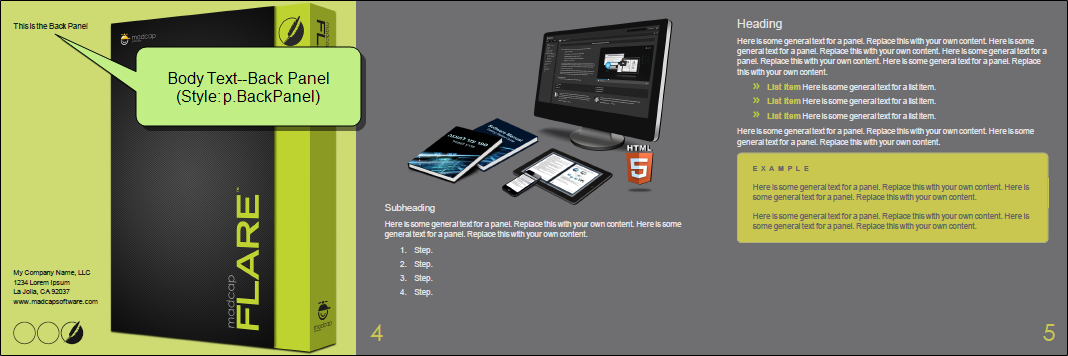 This is the Back Panel
madcap
FLARE
Body Text--Back Panel
(Style: p.BackPanel)
madcap
FLARE™
madcap
My Company Name, LLC
1234 Lorem Ipsum
La Jolla, CA 92037
www.madcapsoftware.com
Software Manual
HTML
5
Subheading
Here is some general text for a panel. Replace this with your own content. Here is some
general text for a panel. Replace this with your own content.
1. Step.
2. Step.
3. Step.
4. Step.
4
Heading
Here is some general text for a panel. Replace this with your own content. Here is some
general text for a panel. Replace this with your own content. Here is some general text for a
panel. Replace this with your own content. Here is some general text for a panel. Replace
this with your own content.
» List Item Here is some general text for a list item.
» List Item Here is some general text for a list item.
» List Item Here is some general text for a list item.
Here is some general text for a panel. Replace this with your own content. Here is some
general text for a panel. Replace this with your own content.
EXAMPLE
Here is some general text for a panel. Replace this with your own content. Here is
some general text for a panel. Replace this with your own content.
Here is some general text for a panel. Replace this with your own content. Here is
some general text for a panel. Replace this with your own content.
5